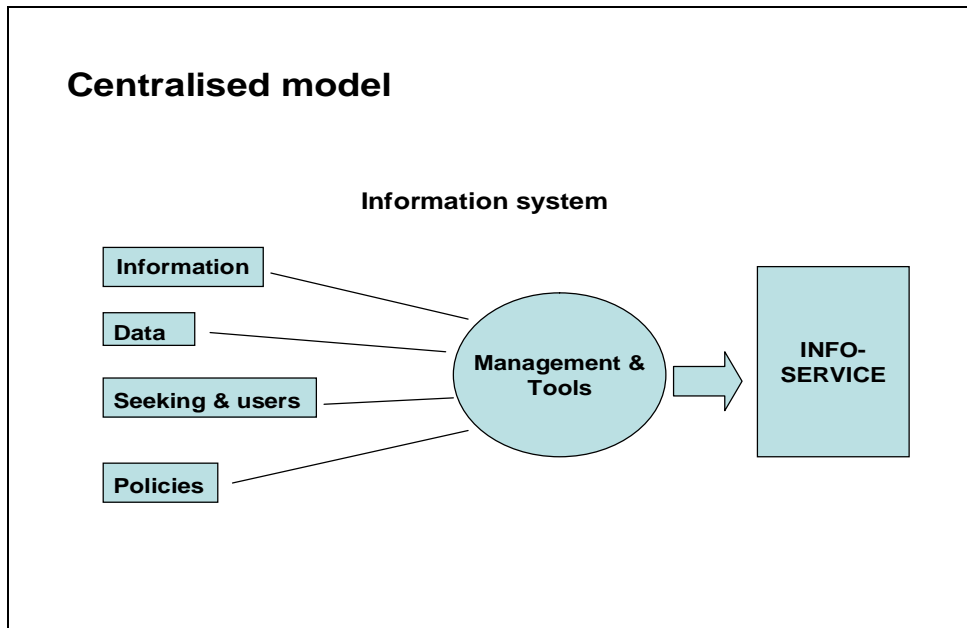 Centralised model
Information system
Information
Data
Seeking & users
Policies
Management &
Tools
INFO-
SERVICE